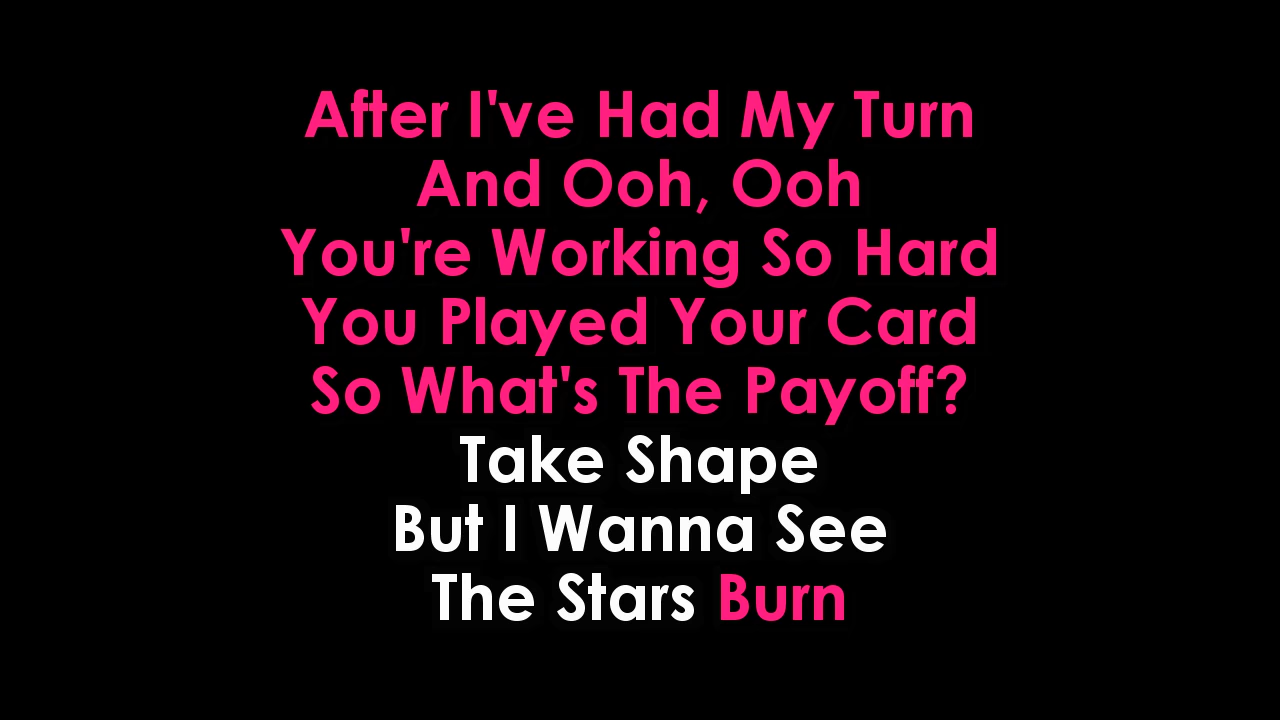 After I've Had My Turn
And Ooh, Ooh
You're Working So Hard
You Played Your Card
So What's The Payoff?
Take Shape
But I Wanna See
The Stars Burn